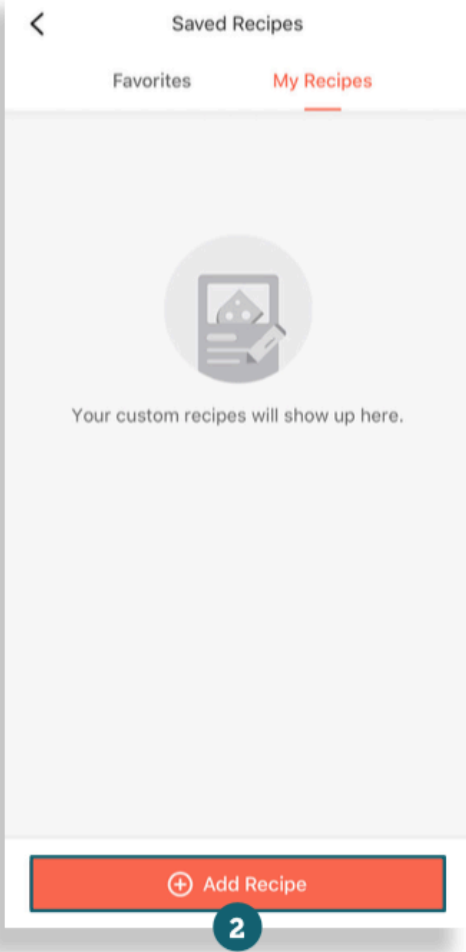 Saved Recipes
Favorites My Recipes
Your custom recipes will show up here.
Add Recipe
2